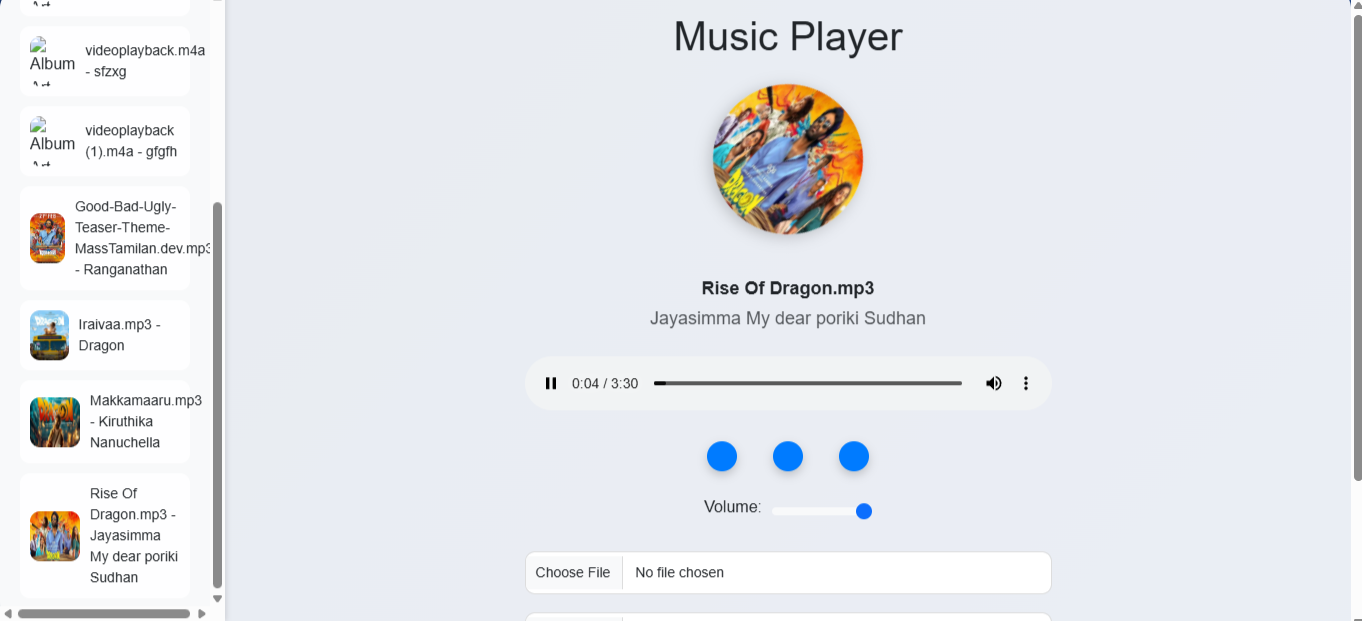 Album
videoplayback.m4a
- sfzxg
Album
videoplayback
(1).m4a - gfgfh
Good-Bad-Ugly-
Teaser-Theme-
MassTamilan.dev.mp3
- Ranganathan
Iraivaa.mp3 -
Dragon
Makkamaaru.mp3
- Kiruthika
Nanuchella
Rise Of
Dragon.mp3 -
Jayasimma
My dear poriki
Sudhan
Music Player
DRAGON
Rise Of Dragon.mp3
Jayasimma My dear poriki Sudhan
0:04 / 3:30
Volume:
Choose File
No file chosen